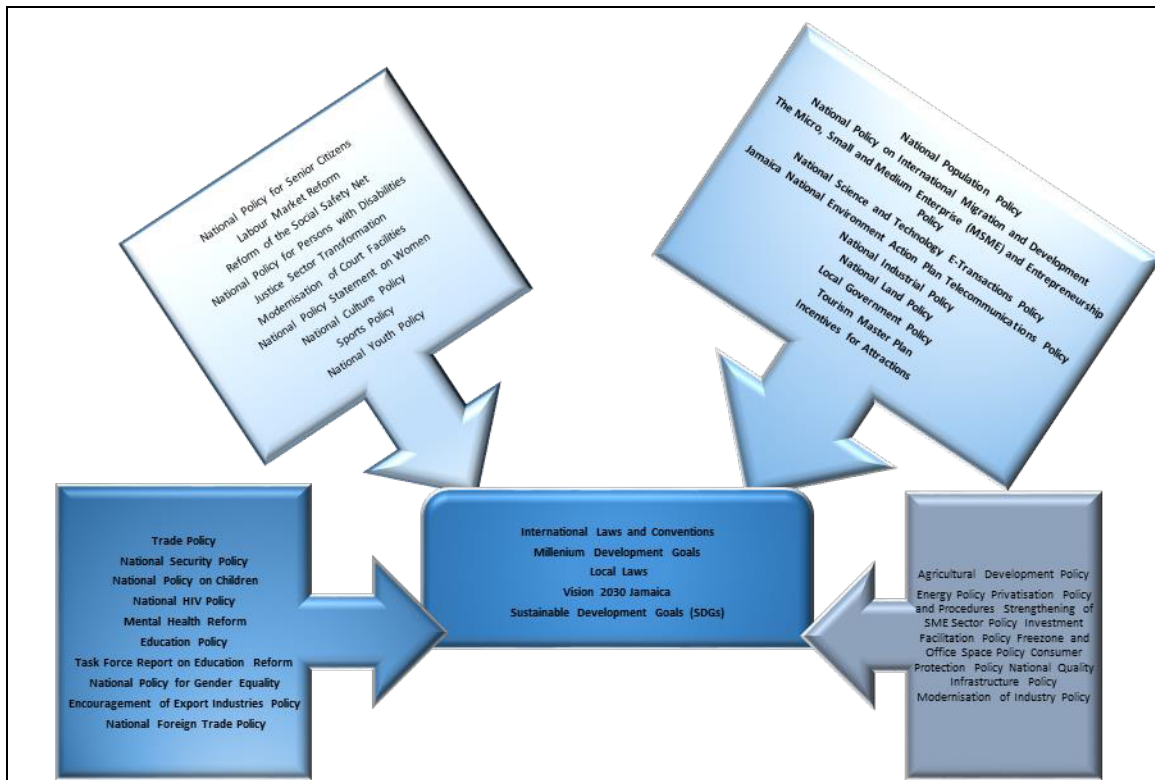 National Policy for Senior Citizens
Labour Market Reform
Reform of the Social Safety Net
National Policy for Persons with Disabilities
Justice Sector Transformation
Modernisation of Court Facilities
National Policy Statement on Women
National Culture Policy
Sports Policy
National Youth Policy
National Population Policy
National Policy on International Migration and Development
The Micro, Small and Medium Enterprise (MSME) and Entrepreneurship
Policy
National Science and Technology E-Transactions Policy
Jamaica National Environment Action Plan Telecommunications Policy
National Industrial Policy
National Land Policy
Local Government Policy
Tourism Master Plan
Incentives for Attractions
Trade Policy
National Security Policy
National Policy on Children
National HIV Policy
Mental Health Reform
Education Policy
Task Force Report on Education Reform
National Policy for Gender Equality
Encouragement of Export Industries Policy
National Foreign Trade Policy
International Laws and Conventions
Millenium Development Goals
Local Laws
Vision 2030 Jamaica
Sustainable Development Goals (SDGs)
Agricultural Development Policy
Energy Policy Privatisation Policy
and Procedures Strengthening of
SME Sector Policy Investment
Facilitation Policy Freezone and
Office Space Policy Consumer
Protection Policy National Quality
Infrastructure Policy
Modernisation of Industry Policy